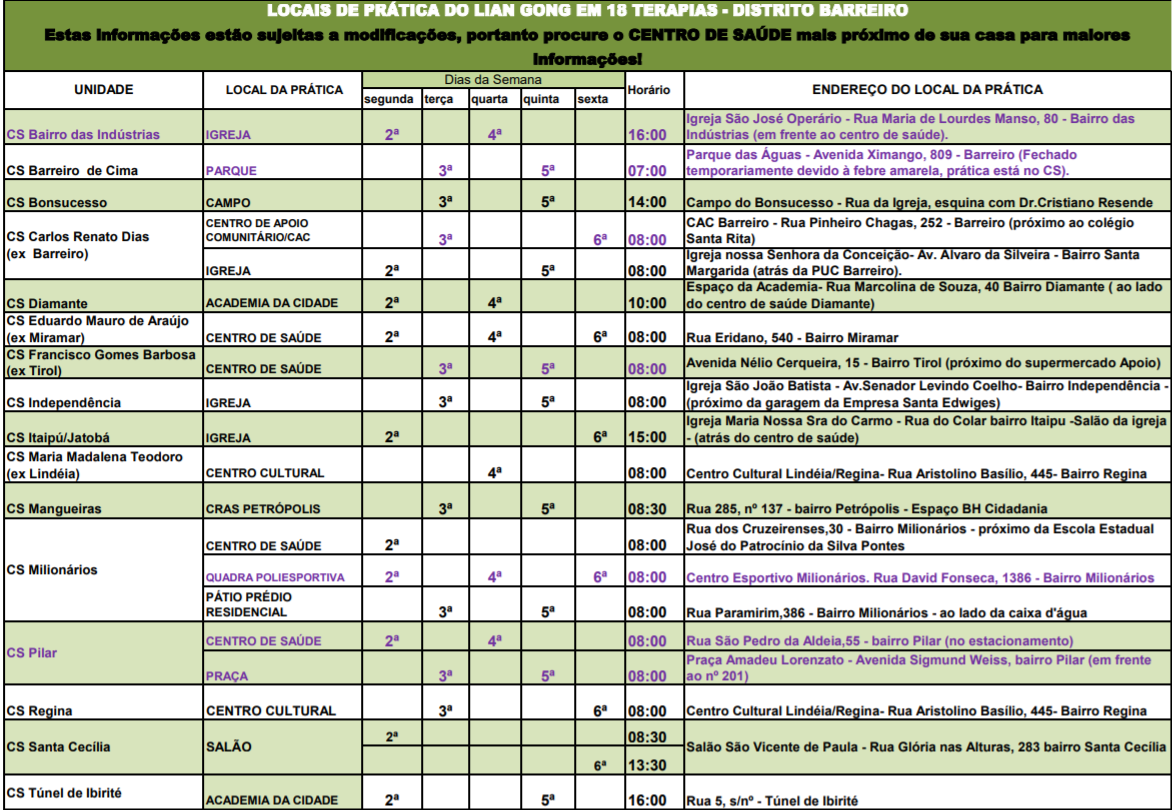 LOCAIS DE PRÁTICA DO LIAN GONG EM 18 TERAPIAS - DISTRITO BARREIRO
Estas informações estão sujeitas a modificações, portanto procure o CENTRO DE SAÚDE mais próximo de sua casa para maiores
informações!
UNIDADE LOCAL DA PRÁTICA Dias da Semana Horário ENDEREÇO DO LOCAL DA PRÁTICA
segunda terça quarta quinta sexta
CS Bairro das Indústrias IGREJA 2ª 4ª 16:00 Igreja São José Operário - Rua Maria de Lourdes Manso, 80 - Bairro das
Indústrias (em frente ao centro de saúde).
CS Barreiro de Cima PARQUE 3ª 5ª 07:00 Parque das Águas - Avenida Ximango, 809 - Barreiro (Fechado
temporariamente devido à febre amarela, prática está no CS).
CS Bonsucesso CAMPO 3ª 5ª 14:00 Campo do Bonsucesso - Rua da Igreja, esquina com Dr.Cristiano Resende
CS Carlos Renato Dias
(ex Barreiro)
CENTRO DE APOIO
COMUNITÁRIO/CAC 3ª 6ª 08:00 CAC Barreiro - Rua Pinheiro Chagas, 252 - Barreiro (próximo ao colégio
Santa Rita)
IGREJA 2ª 5ª 08:00 Igreja nossa Senhora da Conceição- Av. Alvaro da Silveira - Bairro Santa
Margarida (atrás da PUC Barreiro).
CS Diamante ACADEMIA DA CIDADE 2ª 4ª 10:00 Espaço da Academia- Rua Marcolina de Souza, 40 Bairro Diamante ( ao lado
do centro de saúde Diamante)
CS Eduardo Mauro de Araújo
(ex Miramar) CENTRO DE SAÚDE 2ª 4ª 6ª 08:00 Rua Eridano, 540 - Bairro Miramar
CS Francisco Gomes Barbosa
(ex Tirol) CENTRO DE SAÚDE 3ª 5ª 08:00 Avenida Nélio Cerqueira, 15 - Bairro Tirol (próximo do supermercado Apoio)
CS Independência IGREJA 3ª 5ª 08:00 Igreja São João Batista - Av.Senador Levindo Coelho- Bairro Independência -
(próximo da garagem da Empresa Santa Edwiges)
CS Itaipú/Jatobá IGREJA 2ª 6ª 15:00 Igreja Maria Nossa Sra do Carmo - Rua do Colar bairro Itaipu -Salão da igreja
- (atrás do centro de saúde)
CS Maria Madalena Teodoro
(ex Lindéia) CENTRO CULTURAL 4ª 08:00 Centro Cultural Lindéia/Regina- Rua Aristolino Basílio, 445- Bairro Regina
CS Mangueiras CRAS PETRÓPOLIS 3ª 5ª 08:30 Rua 285, nº 137 - bairro Petrópolis - Espaço BH Cidadania
CS Milionários
CENTRO DE SAÚDE 2ª 08:00 Rua dos Cruzeirenses,30 - Bairro Milionários - próximo da Escola Estadual
José do Patrocínio da Silva Pontes
QUADRA POLIESPORTIVA 2ª 4ª 6ª 08:00 Centro Esportivo Milionários. Rua David Fonseca, 1386 - Bairro Milionários
PÁTIO PRÉDIO
RESIDENCIAL 3ª 5ª 08:00 Rua Paramirim,386 - Bairro Milionários - ao lado da caixa d'água
CS Pilar
CENTRO DE SAÚDE 2ª 4ª 08:00 Rua São Pedro da Aldeia,55 - bairro Pilar (no estacionamento)
PRAÇA 3ª 5ª 08:00 Praça Amadeu Lorenzato - Avenida Sigmund Weiss, bairro Pilar (em frente
ao nº 201)
CS Regina CENTRO CULTURAL 3ª 6ª 08:00 Centro Cultural Lindéia/Regina- Rua Aristolino Basílio, 445- Bairro Regina
CS Santa Cecília SALÃO 2ª 08:30 Salão São Vicente de Paula - Rua Glória nas Alturas, 283 bairro Santa Cecília
6ª 13:30
CS Túnel de Ibirité ACADEMIA DA CIDADE 2ª 5ª 16:00 Rua 5, s/nº - Túnel de Ibirité